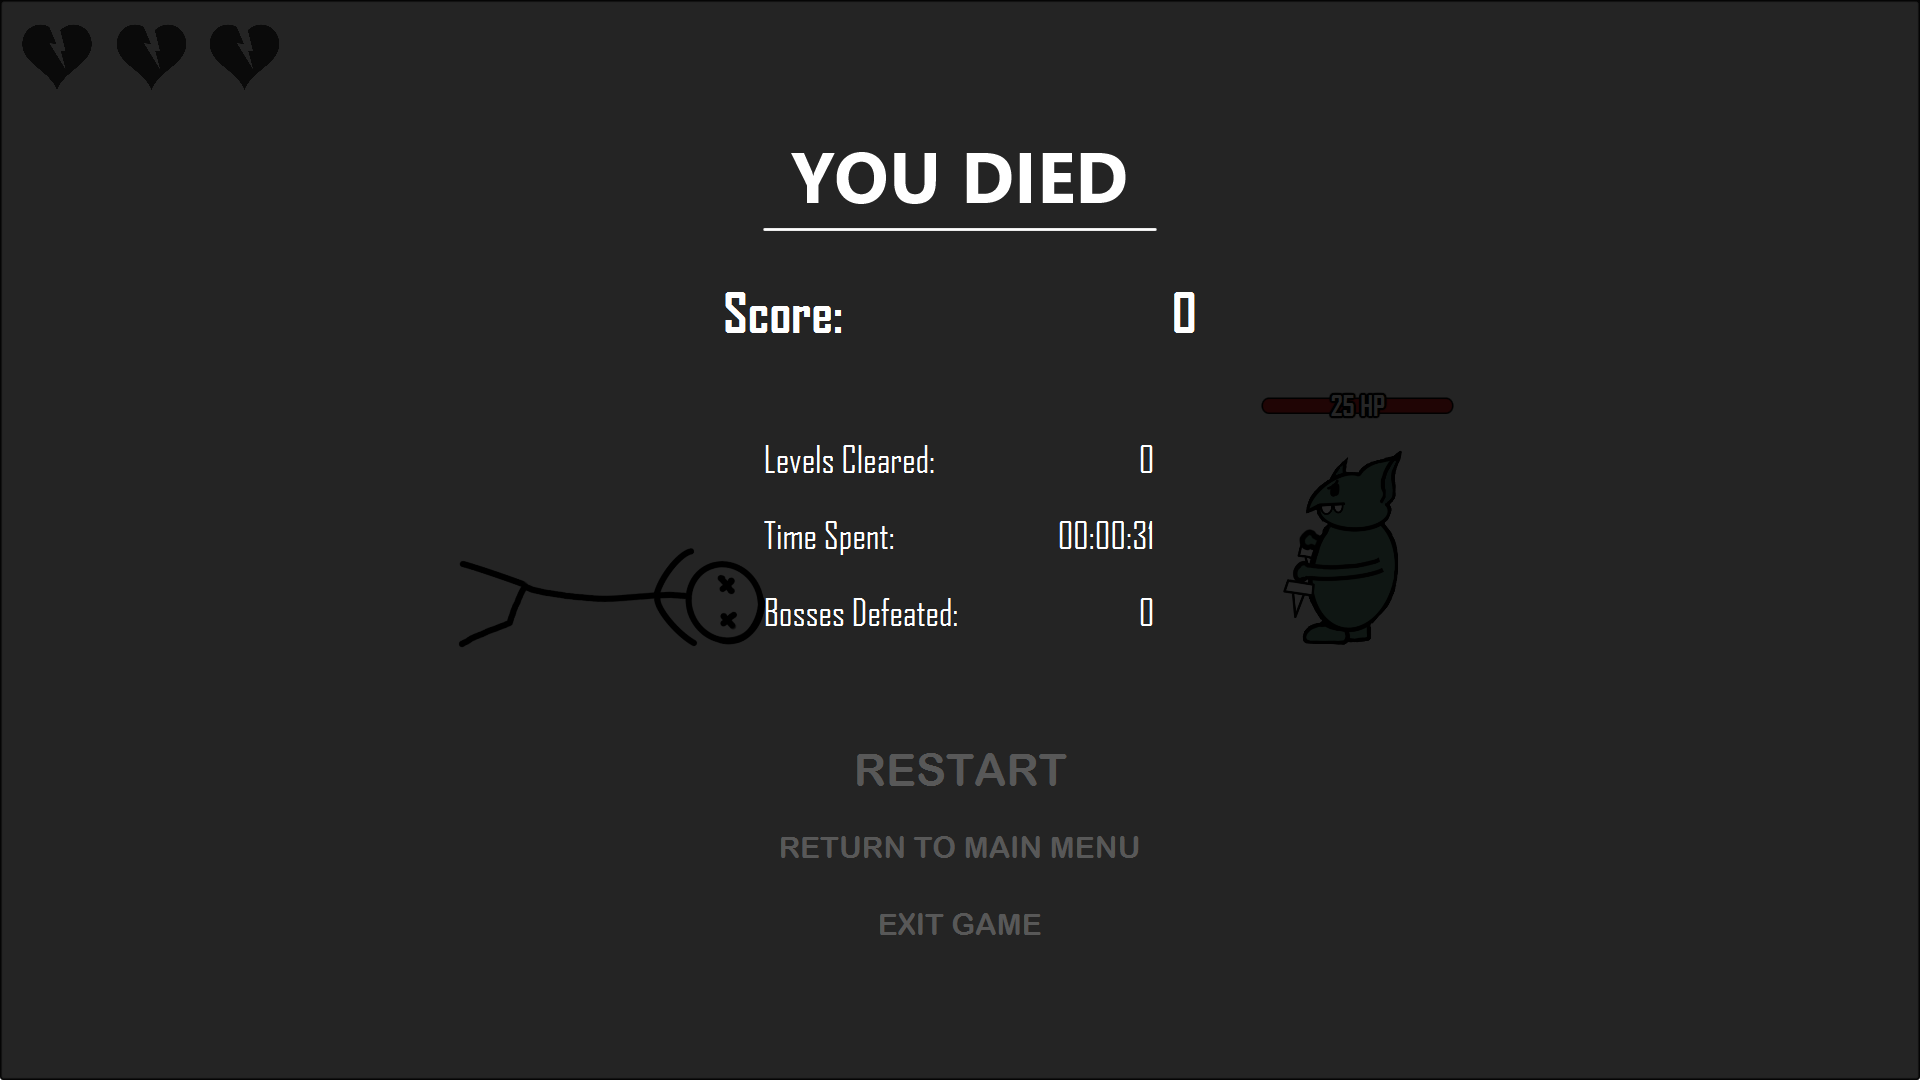 YOU DIED
Score: 0
25 HP
Levels Cleared: 0
Time Spent: 00:00:31
Bosses Defeated: 0
RESTART
RETURN TO MAIN MENU
EXIT GAME